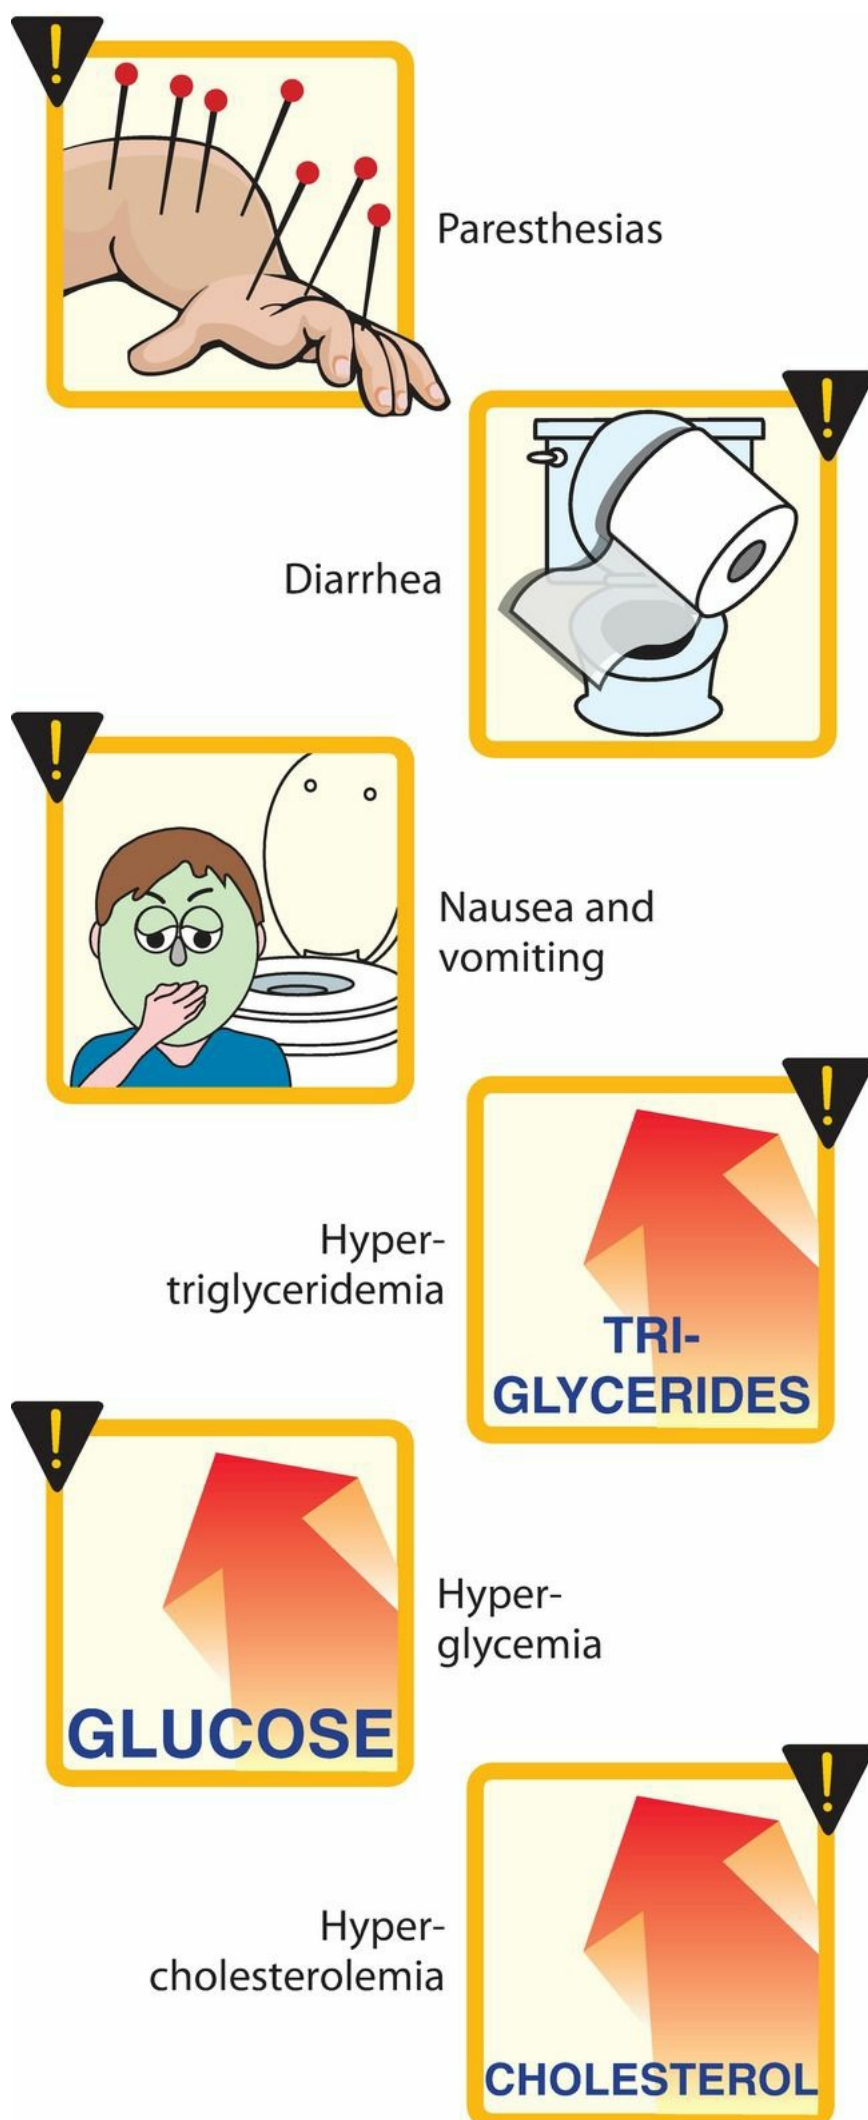 !
Paresthesias
!
Diarrhea
!
Nausea and
vomiting
!
Hyper-
triglyceridemia
TRI-
GLYCERIDES
!
Hyper-
glycemia
GLUCOSE
!
Hyper-
cholesterolemia
CHOLESTEROL